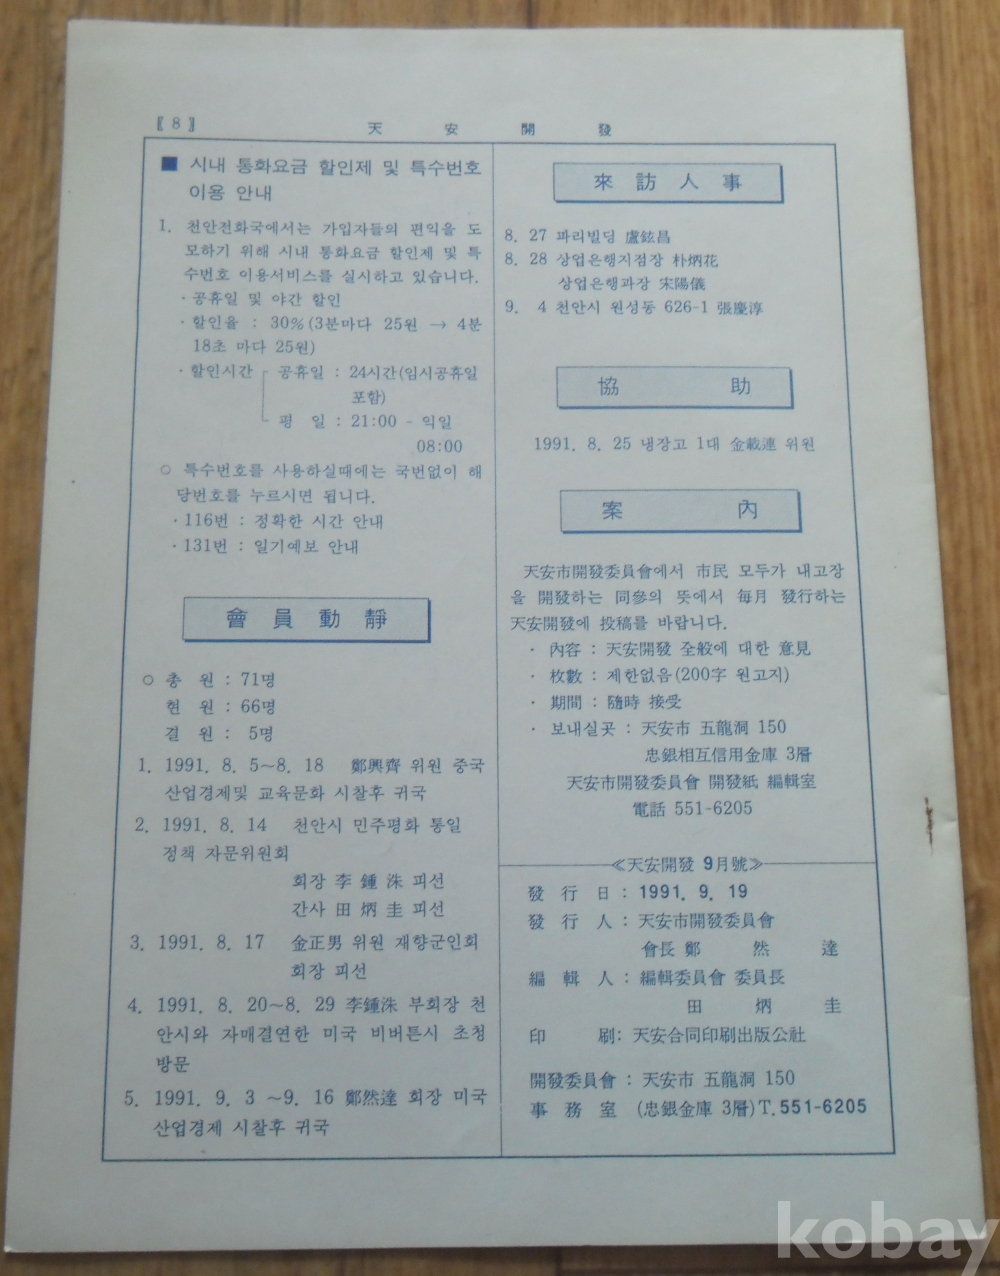 〖 8 〗
天 安 開 發
■ 시내 통화요금 할인제 및 특수번호
이용 안내
1. 천안전화국에서는 가입자들의 편익을 도
모하기 위해 시내 통화요금 할인제 및 특
수번호 이용서비스를 실시하고 있습니다.
· 공휴일 및 야간 할인
· 할인율 : 30%(3분마다 25원 → 4분
18초 마다 25원)
· 할인시간 공휴일 : 24시간(임시공휴일
포함)
평 일 : 21:00 - 익일
08:00
○ 특수번호를 사용하실때에는 국번없이 해
당번호를 누르시면 됩니다.
· 116번 : 정확한 시간 안내
· 131번 : 일기예보 안내
會 員 動 靜
○ 총 원 : 71명
현 원 : 66명
결 원 : 5명
1. 1991. 8. 5~8. 18 鄭興齊 위원 중국
산업경제및 교육문화 시찰후 귀국
2. 1991. 8. 14 천안시 민주평화 통일
정책 자문위원회
회장 李 鍾 洙 피선
간사 田 炳 圭 피선
3. 1991. 8. 17 金正男 위원 재향군인회
회장 피선
4. 1991. 8. 20~8. 29 李鍾洙 부회장 천
안시와 자매결연한 미국 비버튼시 초청
방문
5. 1991. 9. 3 ~9. 16 鄭然達 회장 미국
산업경제 시찰후 귀국
來 訪 人 事
8. 27 파리빌딩 盧鉉昌
8. 28 상업은행지점장 朴炳花
상업은행과장 宋陽儀
9. 4 천안시 원성동 626-1 張慶淳
協 助
1991. 8. 25 냉장고 1대 金載連 위원
案 內
天安市開發委員會에서 市民 모두가 내고장
을 開發하는 同參의 뜻에서 每月 發行하는
天安開發에 投稿를 바랍니다.
· 內容 : 天安開發 全般에 대한 意見
· 枚數 : 제한없음(200字 원고지)
· 期間 : 隨時 接受
· 보내실곳 : 天安市 五龍洞 150
忠銀相互信用金庫 3層
天安市開發委員會 開發紙 編輯室
電話 551-6205
≪天安開發 9月號≫
發 行 日 : 1991. 9. 19
發 行 人 : 天安市開發委員會
會長 鄭 然 達
編 輯 人 : 編輯委員會 委員長
田 炳 圭
印 刷: 天安合同印刷出版公社
開發委員會 : 天安市 五龍洞 150
事 務 室 (忠銀金庫 3層)T. 551-6205
kobay